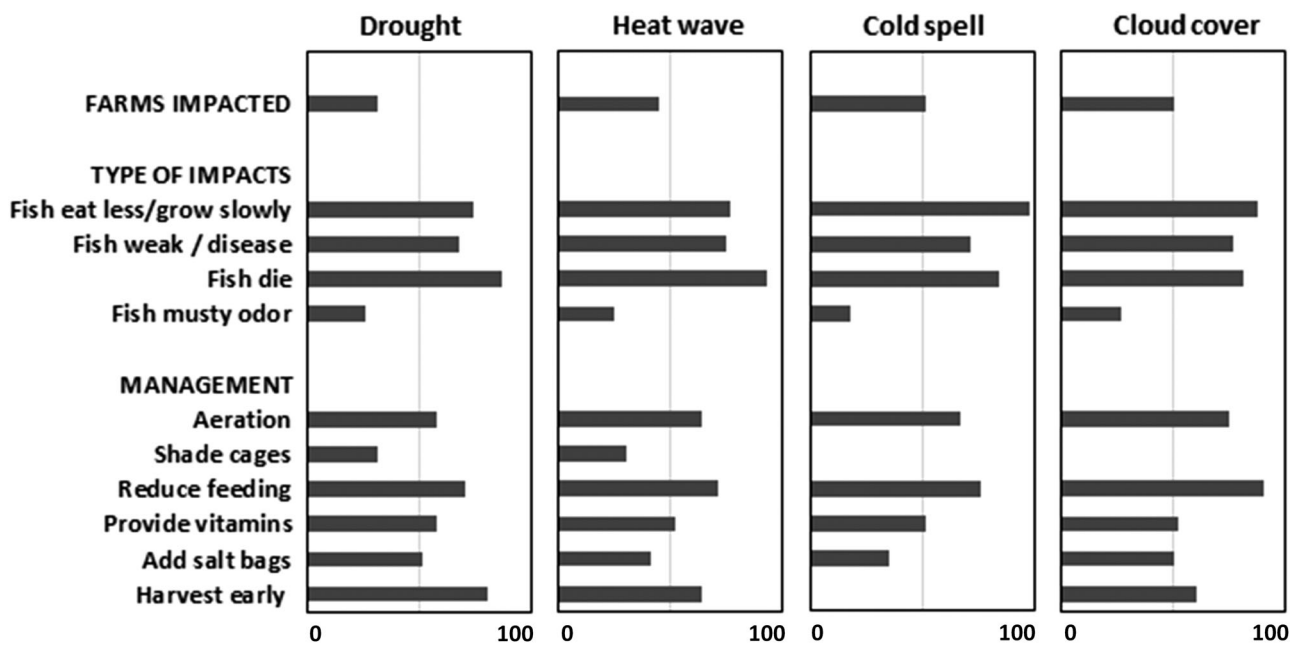 Drought Heat wave Cold spell Cloud cover
FARMS IMPACTED
TYPE OF IMPACTS
Fish eat less/grow slowly
Fish weak / disease
Fish die
Fish musty odor
MANAGEMENT
Aeration
Shade cages
Reduce feeding
Provide vitamins
Add salt bags
Harvest early
0 100 0 100 0 100 0 100